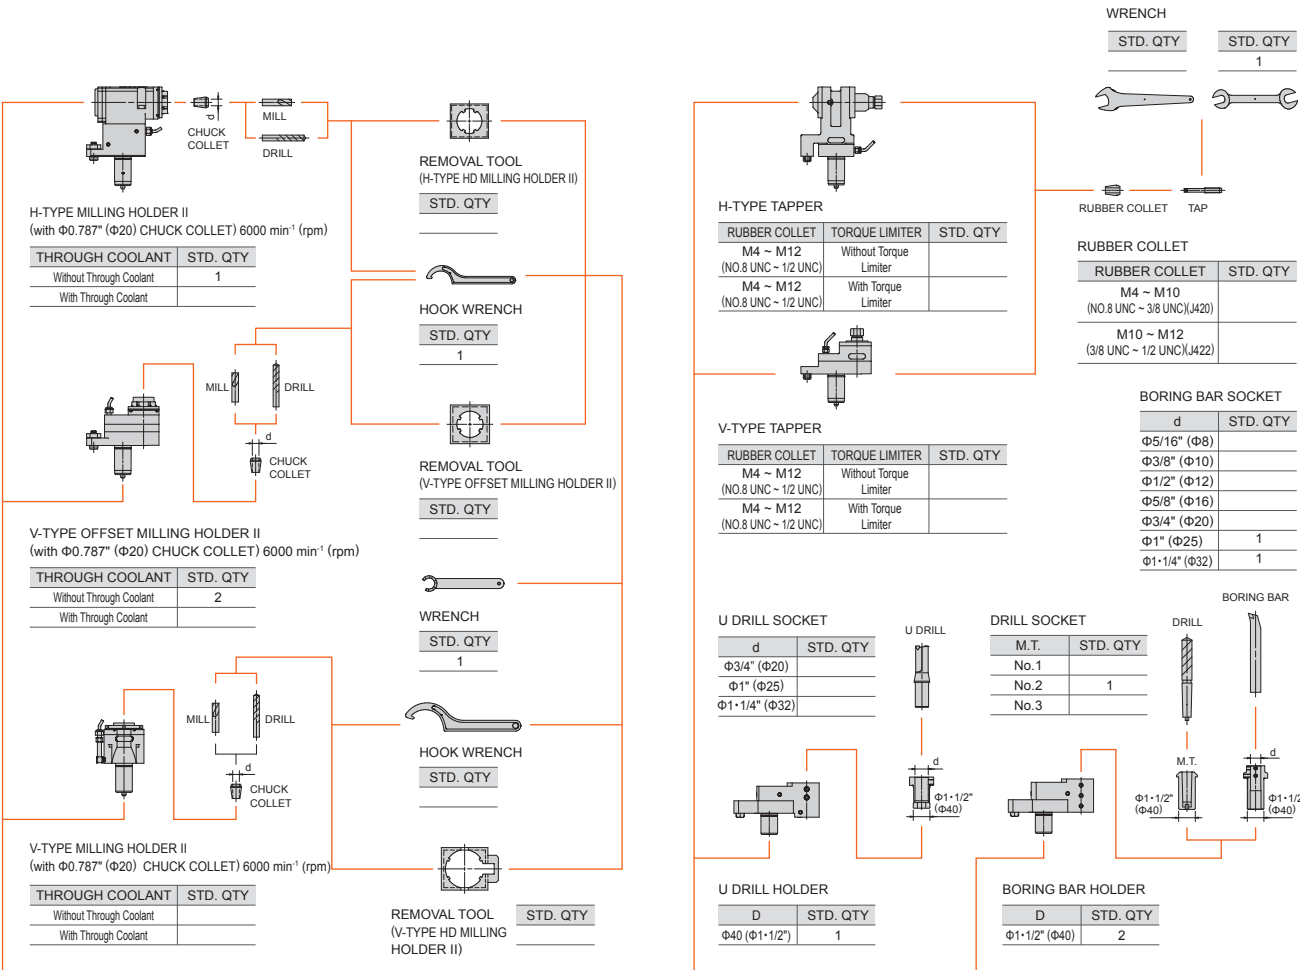 WRENCH
STD. QTY
STD. QTY
1
MILL
d
CHUCK
COLLET
DRILL
REMOVAL TOOL
(H-TYPE HD MILLING HOLDER II)
STD. QTY
H-TYPE MILLING HOLDER II
(with Φ0.787" (Φ20) CHUCK COLLET) 6000 min⁻¹ (rpm)
THROUGH COOLANT STD. QTY
Without Through Coolant 1
With Through Coolant
HOOK WRENCH
STD. QTY
1
MILL
DRILL
d
CHUCK
COLLET
REMOVAL TOOL
(V-TYPE OFFSET MILLING HOLDER II)
STD. QTY
V-TYPE OFFSET MILLING HOLDER II
(with Φ0.787" (Φ20) CHUCK COLLET) 6000 min⁻¹ (rpm)
THROUGH COOLANT STD. QTY
Without Through Coolant 2
With Through Coolant
WRENCH
STD. QTY
1
MILL
DRILL
d
CHUCK
COLLET
HOOK WRENCH
STD. QTY
V-TYPE MILLING HOLDER II
(with Φ0.787" (Φ20) CHUCK COLLET) 6000 min⁻¹ (rpm)
THROUGH COOLANT STD. QTY
Without Through Coolant
With Through Coolant
REMOVAL TOOL
(V-TYPE HD MILLING
HOLDER II)
STD. QTY
H-TYPE TAPPER
RUBBER COLLET TORQUE LIMITER STD. QTY
M4 ~ M12 Without Torque
(NO.8 UNC ~ 1/2 UNC) Limiter
M4 ~ M12 With Torque
(NO.8 UNC ~ 1/2 UNC) Limiter
RUBBER COLLET
TAP
RUBBER COLLET
RUBBER COLLET STD. QTY
M4 ~ M10
(NO.8 UNC ~ 3/8 UNC)(J420)
M10 ~ M12
(3/8 UNC ~ 1/2 UNC)(J422)
V-TYPE TAPPER
RUBBER COLLET TORQUE LIMITER STD. QTY
M4 ~ M12 Without Torque
(NO.8 UNC ~ 1/2 UNC) Limiter
M4 ~ M12 With Torque
(NO.8 UNC ~ 1/2 UNC) Limiter
BORING BAR SOCKET
d STD. QTY
Φ5/16" (Φ8)
Φ3/8" (Φ10)
Φ1/2" (Φ12)
Φ5/8" (Φ16)
Φ3/4" (Φ20)
Φ1" (Φ25) 1
Φ1・1/4" (Φ32) 1
U DRILL SOCKET
d STD. QTY
Φ3/4" (Φ20)
Φ1" (Φ25)
Φ1・1/4" (Φ32)
U DRILL
d
Φ1・1/2"
(Φ40)
DRILL SOCKET
M.T. STD. QTY
No.1
No.2 1
No.3
DRILL
BORING BAR
M.T.
Φ1・1/2"
(Φ40)
d
(Φ40)
U DRILL HOLDER
D STD. QTY
Φ40 (Φ1・1/2") 1
BORING BAR HOLDER
D STD. QTY
Φ1・1/2" (Φ40) 2